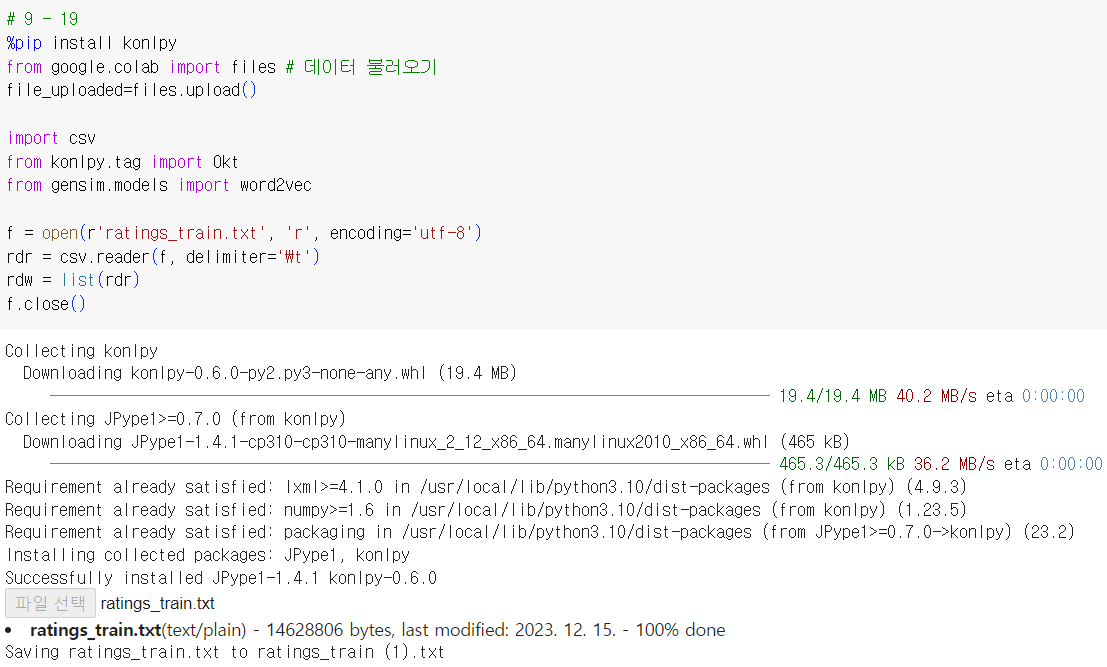 # 9 - 19
%pip install konlpy
from google.colab import files # 데이터 불러오기
file_uploaded=files.upload()
import csv
from konlpy.tag import Okt
from gensim.models import word2vec
f = open(r'ratings_train.txt', 'r', encoding='utf-8')
rdr = csv.reader(f, delimiter='₩t')
rdw = list(rdr)
f.close()
Collecting konlpy
Downloading konlpy-0.6.0-py2.py3-none-any.whl (19.4 MB)
19.4/19.4 MB 40.2 MB/s eta 0:00:00
Collecting JPype1>=0.7.0 (from konlpy)
Downloading JPype1-1.4.1-cp310-cp310-manylinux_2_12_x86_64.manylinux2010_x86_64.whl (465 kB)
465.3/465.3 kB 36.2 MB/s eta 0:00:00
Requirement already satisfied: lxml>=4.1.0 in /usr/local/lib/python3.10/dist-packages (from konlpy) (4.9.3)
Requirement already satisfied: numpy>=1.6 in /usr/local/lib/python3.10/dist-packages (from konlpy) (1.23.5)
Requirement already satisfied: packaging in /usr/local/lib/python3.10/dist-packages (from JPype1>=0.7.0->konlpy) (23.2)
Installing collected packages: JPype1, konlpy
Successfully installed JPype1-1.4.1 konlpy-0.6.0
파일 선택 ratings_train.txt
• ratings_train.txt(text/plain) - 14628806 bytes, last modified: 2023. 12. 15. - 100% done
Saving ratings_train.txt to ratings_train (1).txt